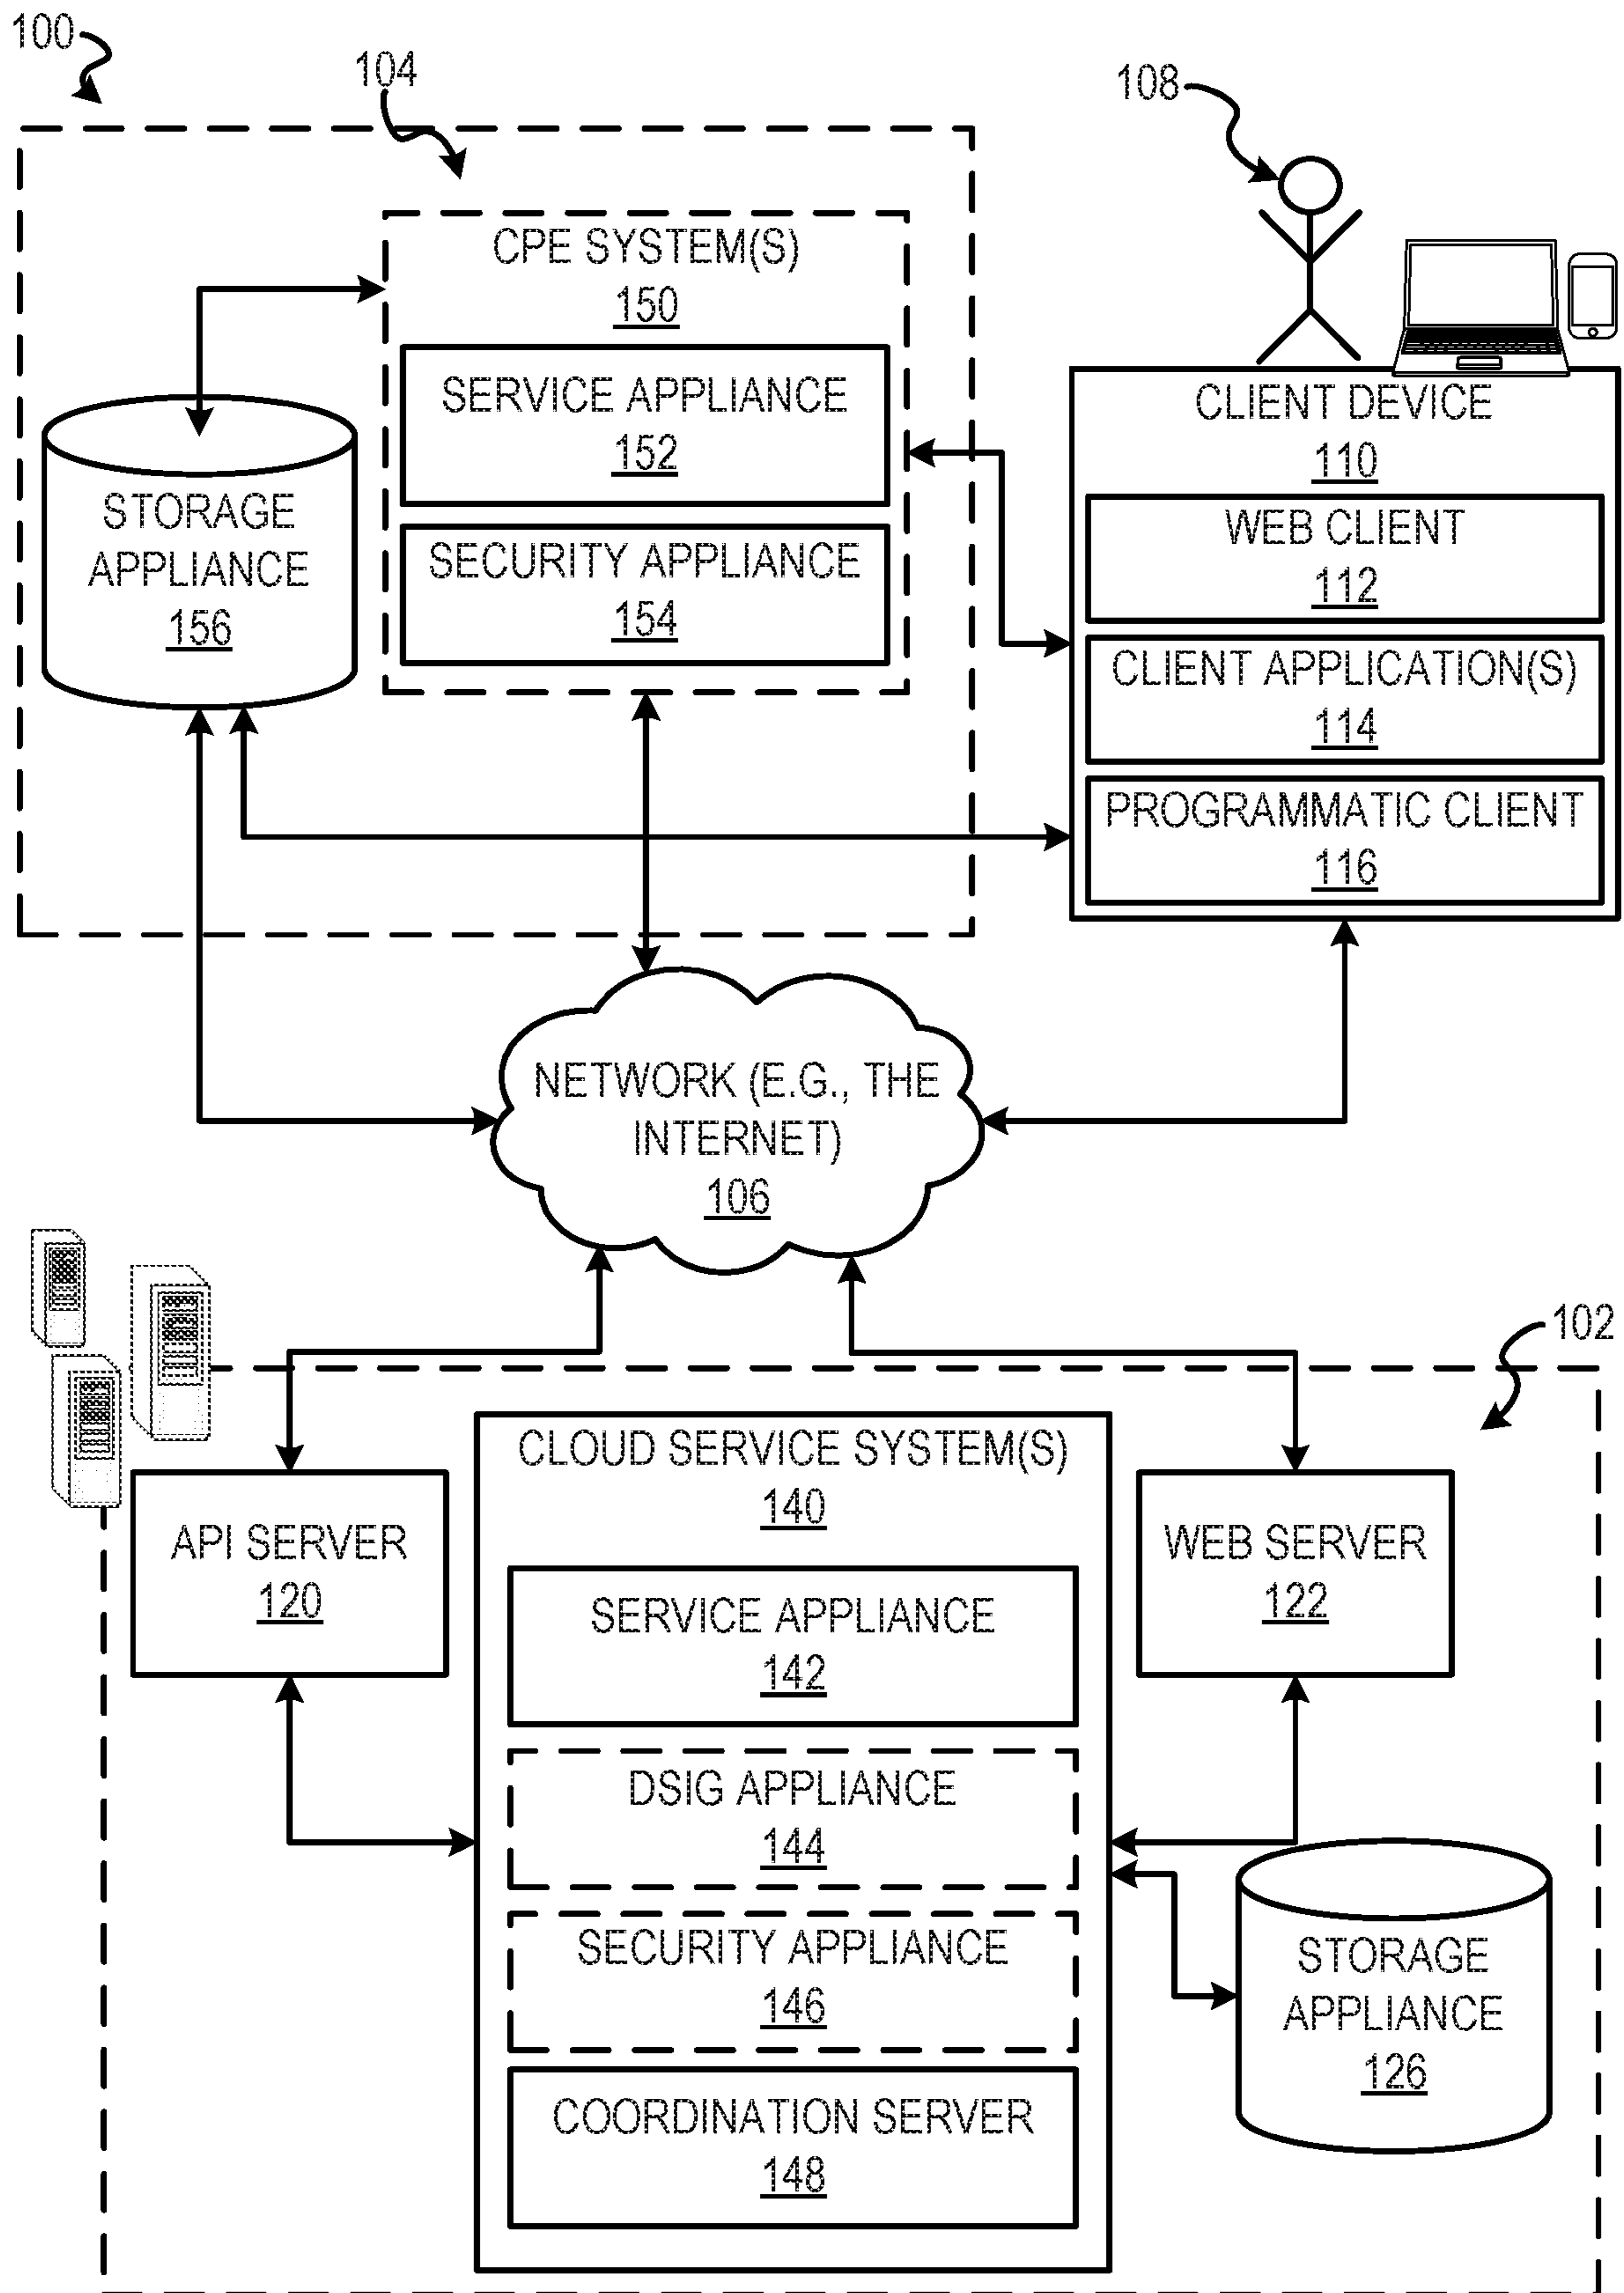 100
104
108
CPE SYSTEM(S)
150
SERVICE APPLIANCE
152
SECURITY APPLIANCE
154
STORAGE
APPLIANCE
156
CLIENT DEVICE
110
WEB CLIENT
112
CLIENT APPLICATION(S)
114
PROGRAMMATIC CLIENT
116
NETWORK (E.G., THE
INTERNET)
106
102
API SERVER
120
CLOUD SERVICE SYSTEM(S)
140
SERVICE APPLIANCE
142
DSIG APPLIANCE
144
SECURITY APPLIANCE
146
COORDINATION SERVER
148
WEB SERVER
122
STORAGE
APPLIANCE
126